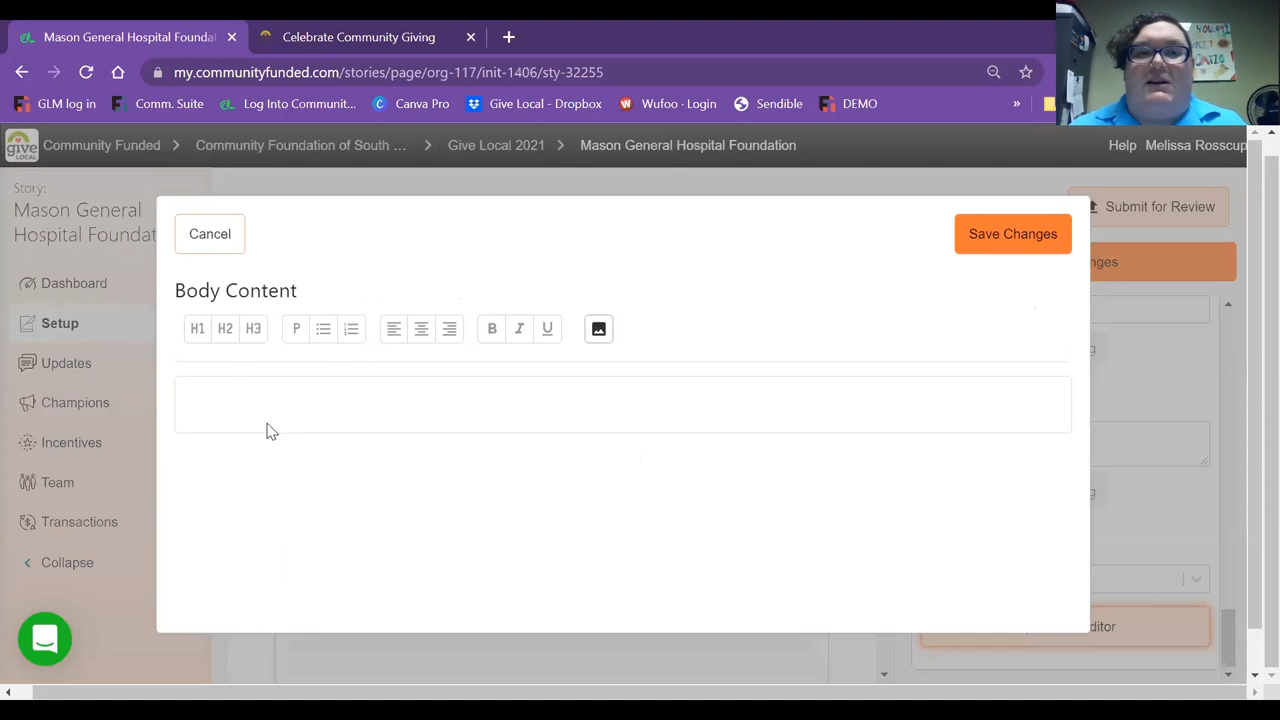 Mason General Hospital Foundat
Celebrate Community Giving
my.communityfunded.com/stories/page/org-117/init-1406/sty-32255
GLM log in
Comm. Suite
Log Into Communit...
Canva Pro
Give Local - Dropbox
Wufoo · Login
Sendible
DEMO
»
give LOCAL
Community Funded
Community Foundation of South ...
Give Local 2021
Mason General Hospital Foundation
Help
Melissa Rosscup
Story:
Mason General
Hospital Foundat
Submit for Review
Cancel
Save Changes
nges
Dashboard
Body Content
H1 H2 H3 P B I U
Setup
Updates
Champions
Incentives
Team
Transactions
Collapse
ditor